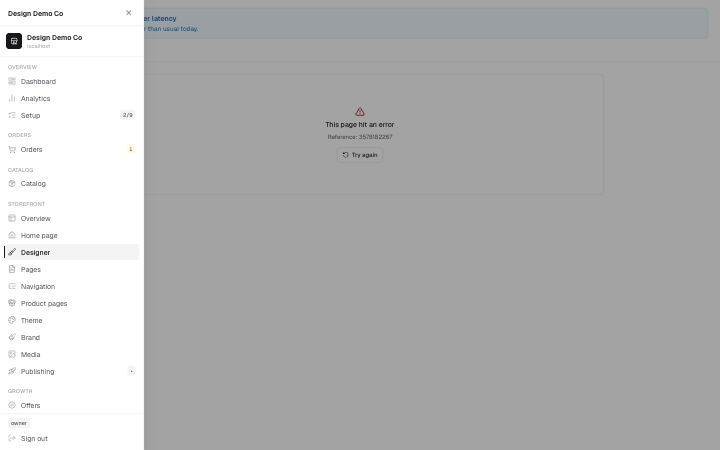 Design Demo Co
Design Demo Co
localhost
OVERVIEW
Dashboard
Analytics
Setup 2/9
ORDERS
Orders 1
CATALOG
Catalog
STOREFRONT
Overview
Home page
Designer
Pages
Navigation
Product pages
Theme
Brand
Media
Publishing
GROWTH
Offers
owner
Sign out
latency
than usual today.
This page hit an error
Reference: 3578182267
Try again